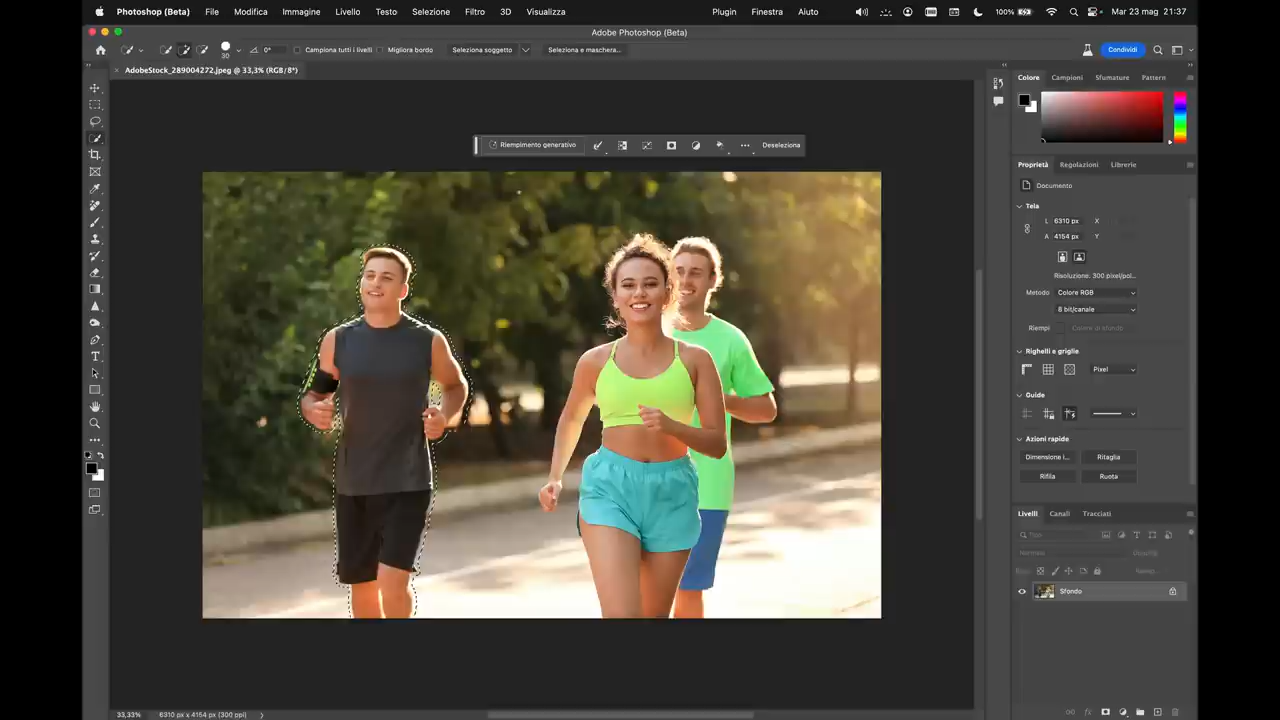 Photoshop (Beta) File Modifica Immagine Livello Testo Selezione Filtro 3D Visualizza Plugin Finestra Aiuto 100% Mar 23 mag 21:37
Adobe Photoshop (Beta)
30 0° Campiona tutti i livelli Migliora bordo Seleziona soggetto Seleziona e maschera... Condividi
AdobeStock_289004272.jpeg @ 33,3% (RGB/8*)
Colore Campioni Sfumature Pattern
Riempimento generativo Deseleziona
Proprietà Regolazioni Librerie
Documento
Tela
L 6310 px X
A 4154 px Y
Risoluzione: 300 pixel/pol...
Metodo Colore RGB
8 bit/canale
Riempi Colore di sfondo
Righelli e griglie
Pixel
Guide
Azioni rapide
Dimensione i... Ritaglia
Rifila Ruota
Livelli Canali Tracciati
Tipo
Normale
Sfondo
33,33% 6310 px x 4154 px (300 ppi)